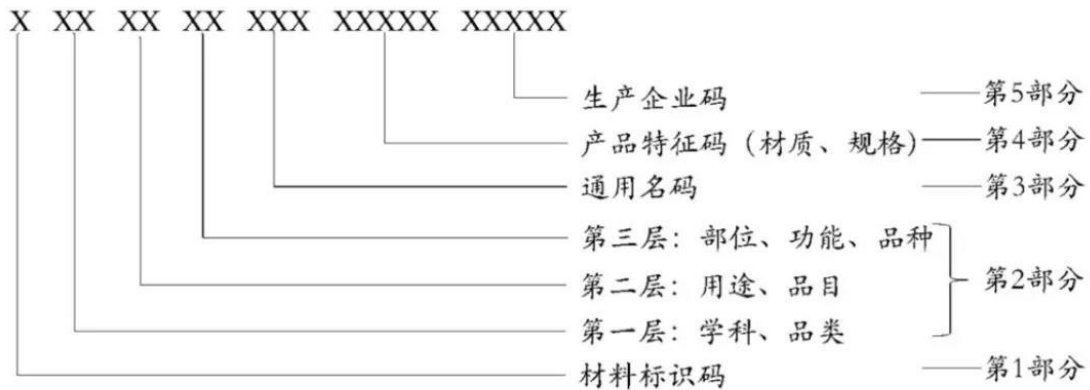 X XX XX XX XXX XXXXX XXXXX
生产企业码 第5部分
产品特征码（材质、规格） 第4部分
通用名码 第3部分
第三层：部位、功能、品种
第二层：用途、品目 第2部分
第一层：学科、品类
材料标识码 第1部分